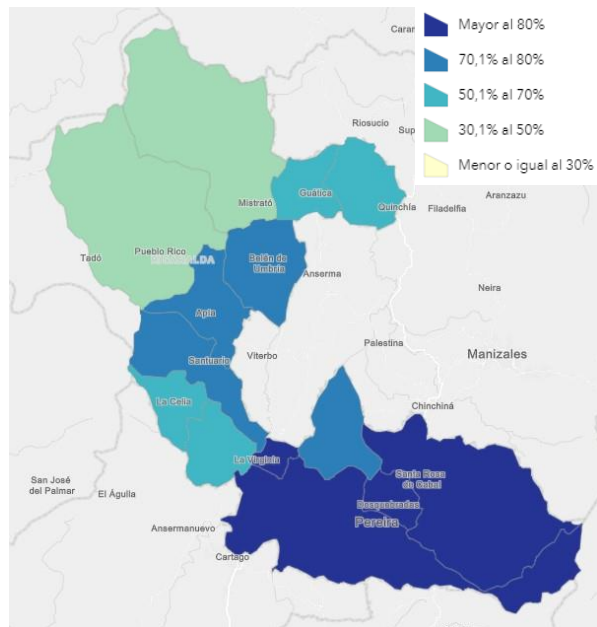 Caran
Mayor al 80%
70,1% al 80%
50,1% al 70%
30,1% al 50%
Menor o igual al 30%
Riosucio
Sup
Guática
Mistrató
Quinchía
Filadelfia
Aranzazu
Tadó
Pueblo Rico
Belén de
Umbría
Anserma
Neira
Apía
Santuario
Viterbo
Palestina
Manizales
La Celia
Chinchiná
La Virginia
Santa Rosa
de Cabal
San José
del Palmar
El Águila
Dosquebradas
Pereira
Ansermanuevo
Cartago